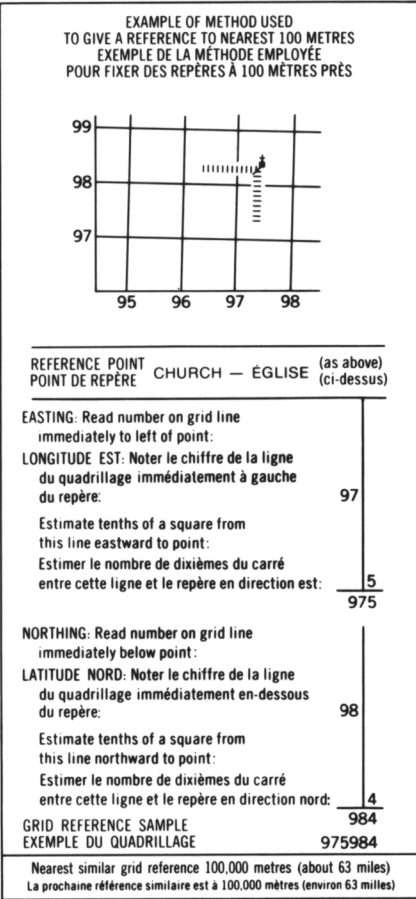 EXAMPLE OF METHOD USED
TO GIVE A REFERENCE TO NEAREST 100 METRES
EXEMPLE DE LA MÉTHODE EMPLOYÉE
POUR FIXER DES REPÈRES À 100 MÈTRES PRÈS
99
98
97
95 96 97 98
REFERENCE POINT CHURCH — ÉGLISE (as above)
POINT DE REPÈRE (ci-dessus)
EASTING: Read number on grid line
immediately to left of point:
LONGITUDE EST: Noter le chiffre de la ligne
du quadrillage immédiatement à gauche
du repère: 97
Estimate tenths of a square from
this line eastward to point:
Estimer le nombre de dixièmes du carré
entre cette ligne et le repère en direction est: 5
975
NORTHING: Read number on grid line
immediately below point:
LATITUDE NORD: Noter le chiffre de la ligne
du quadrillage immédiatement en-dessous
du repère: 98
Estimate tenths of a square from
this line northward to point:
Estimer le nombre de dixièmes du carré
entre cette ligne et le repère en direction nord: 4
GRID REFERENCE SAMPLE 984
EXEMPLE DU QUADRILLAGE 975984
Nearest similar grid reference 100,000 metres (about 63 miles)
La prochaine référence similaire est à 100,000 mètres (environ 63 milles)